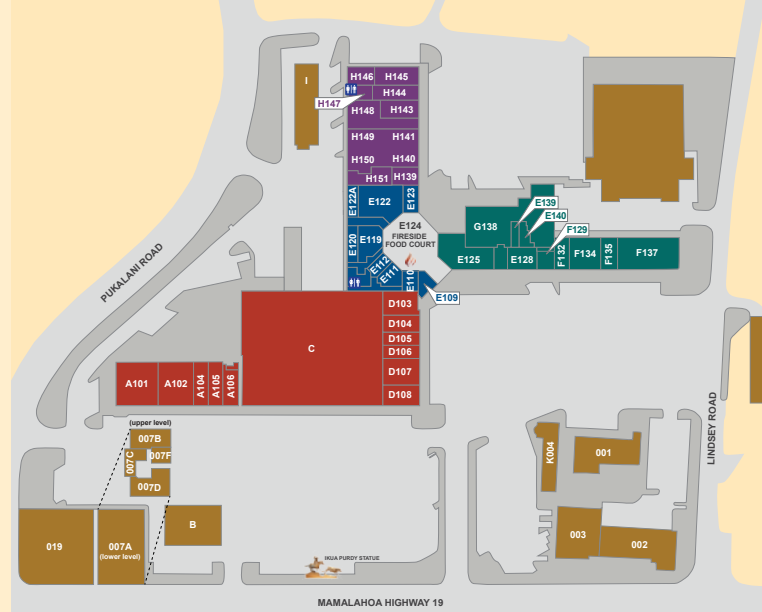 I
H146
H145
H144
H147
H148
H143
H149
H141
H150
H140
H151
H139
E122A
E122
E123
E139
E140
F129
G138
E124
FIRESIDE
FOOD COURT
E120
E119
E112
E111
E110
E109
E125
E128
F132
F134
F135
F137
PUKALANI ROAD
C
D103
D104
D105
D106
D107
D108
A101
A102
A104
A105
A106
LINDSEY ROAD
(upper level)
007B
007C
007F
007D
K004
001
019
007A
(lower level)
B
003
002
IKUA PURDY STATUE
MAMALAHOA HIGHWAY 19